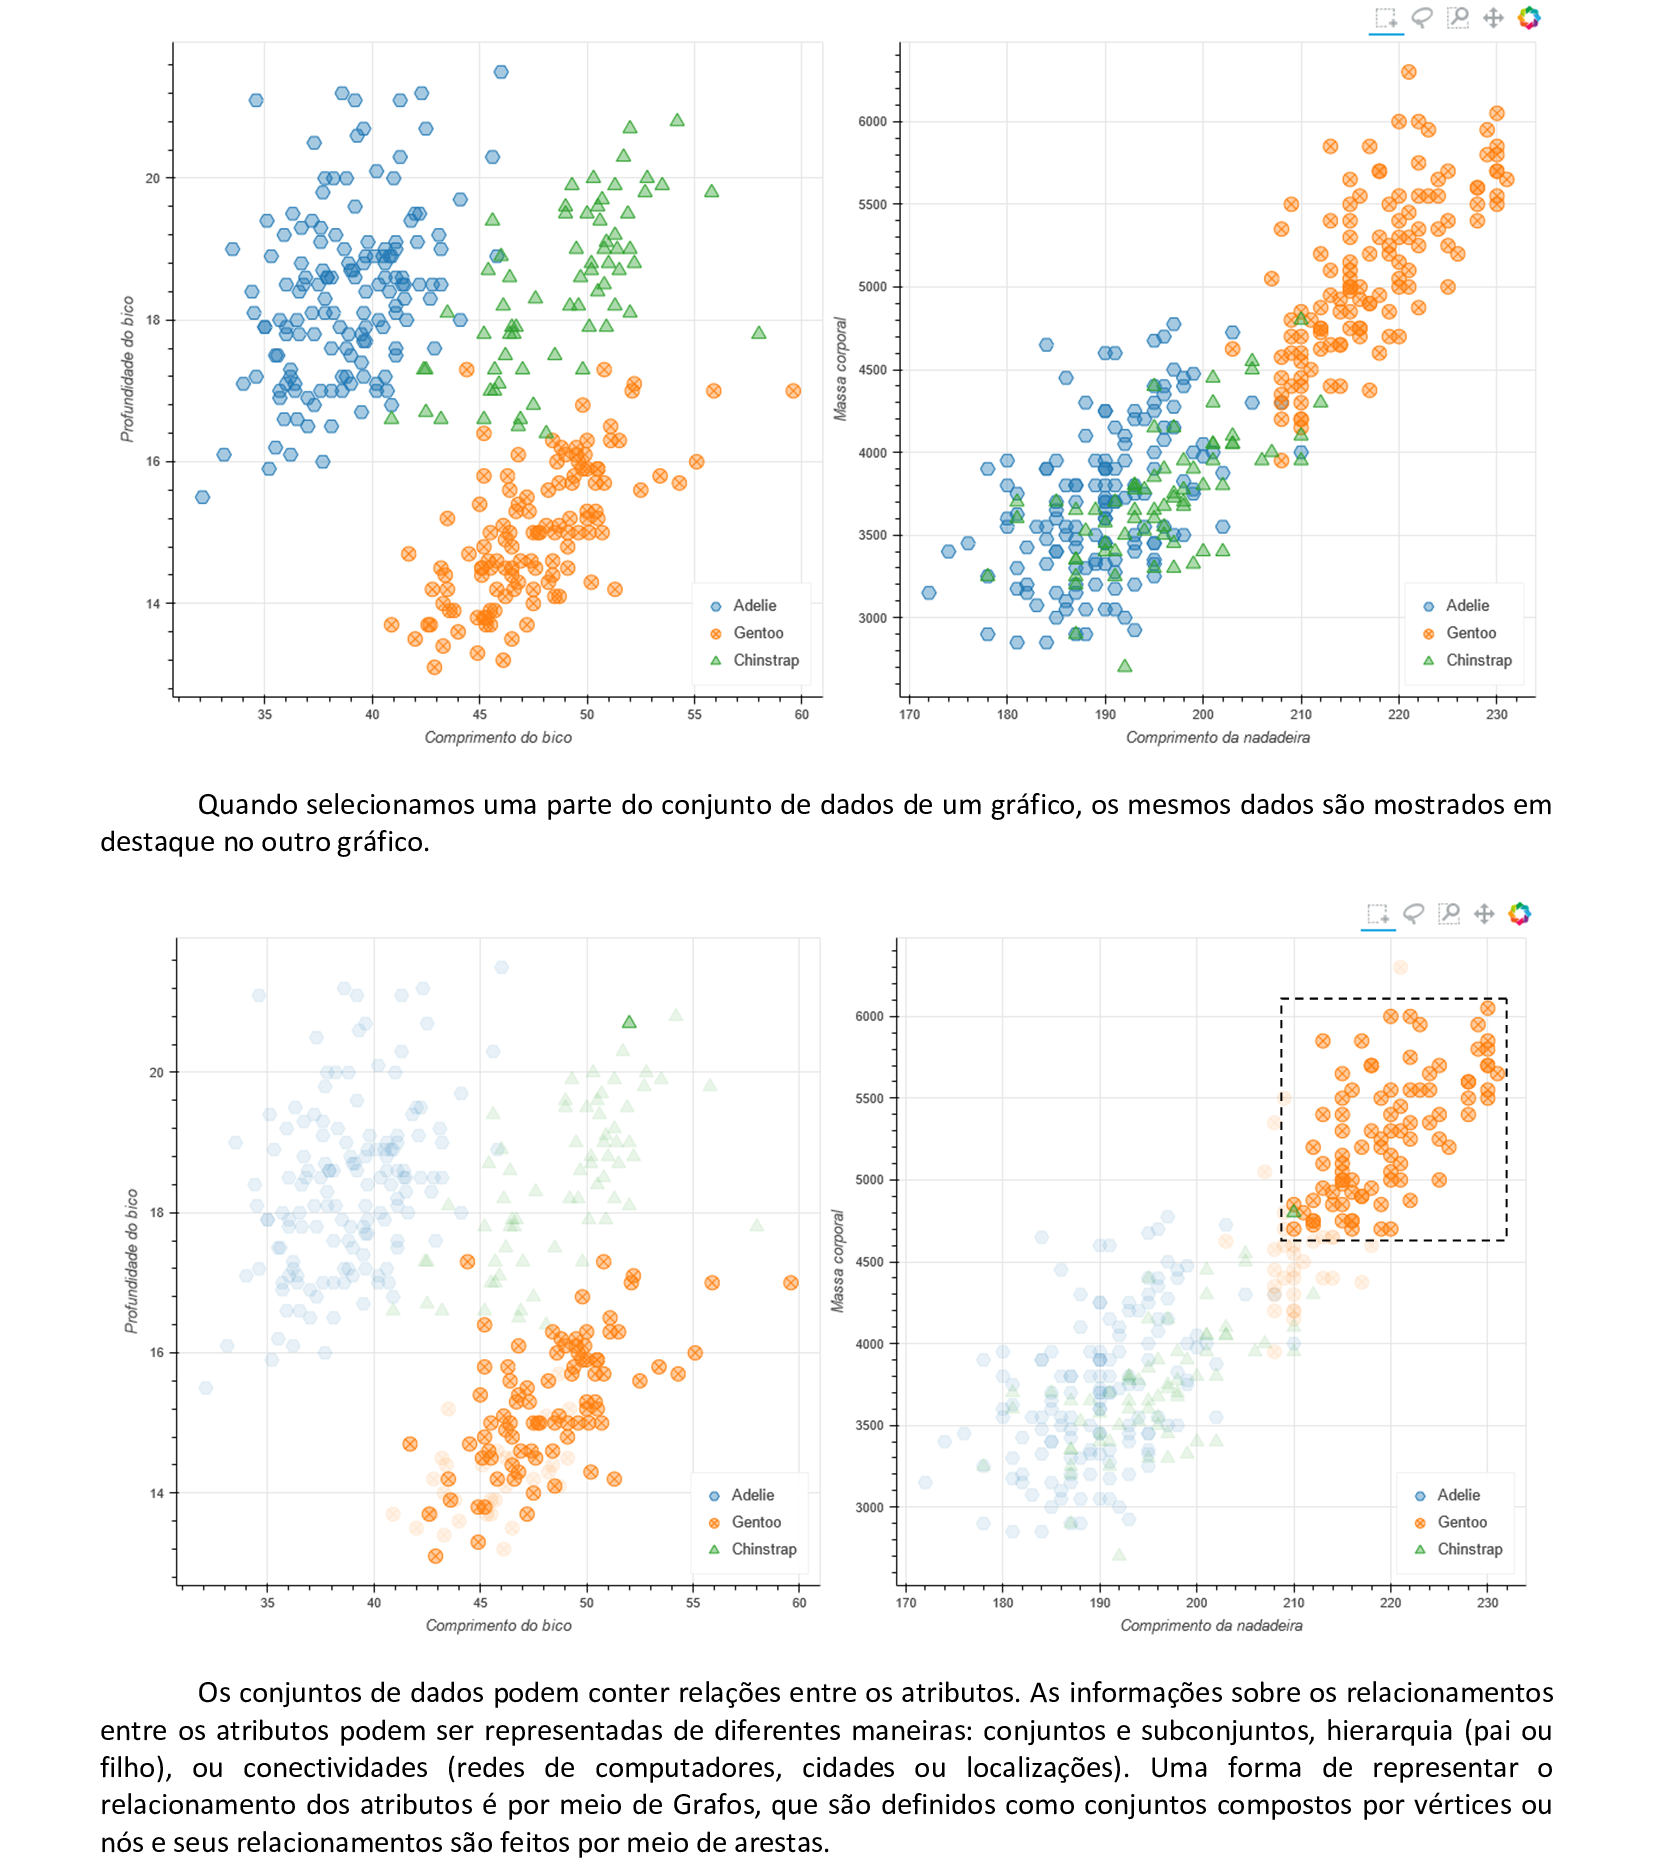 20
18
16
14
Profundidade do bico
35
40
45
50
55
60
Comprimento do bico
Adelie
Gentoo
Chinstrap
6000
5500
5000
4500
4000
3500
3000
Massa corporal
170
180
190
200
210
220
230
Comprimento da nadadeira
Adelie
Gentoo
Chinstrap
Quando selecionamos uma parte do conjunto de dados de um gráfico, os mesmos dados são mostrados em
destaque no outro gráfico.
20
18
16
14
Profundidade do bico
35
40
45
50
55
60
Comprimento do bico
Adelie
Gentoo
Chinstrap
6000
5500
5000
4500
4000
3500
3000
Massa corporal
170
180
190
200
210
220
230
Comprimento da nadadeira
Adelie
Gentoo
Chinstrap
Os conjuntos de dados podem conter relações entre os atributos. As informações sobre os relacionamentos
entre os atributos podem ser representadas de diferentes maneiras: conjuntos e subconjuntos, hierarquia (pai ou
filho), ou conectividades (redes de computadores, cidades ou localizações). Uma forma de representar o
relacionamento dos atributos é por meio de Grafos, que são definidos como conjuntos compostos por vértices ou
nós e seus relacionamentos são feitos por meio de arestas.